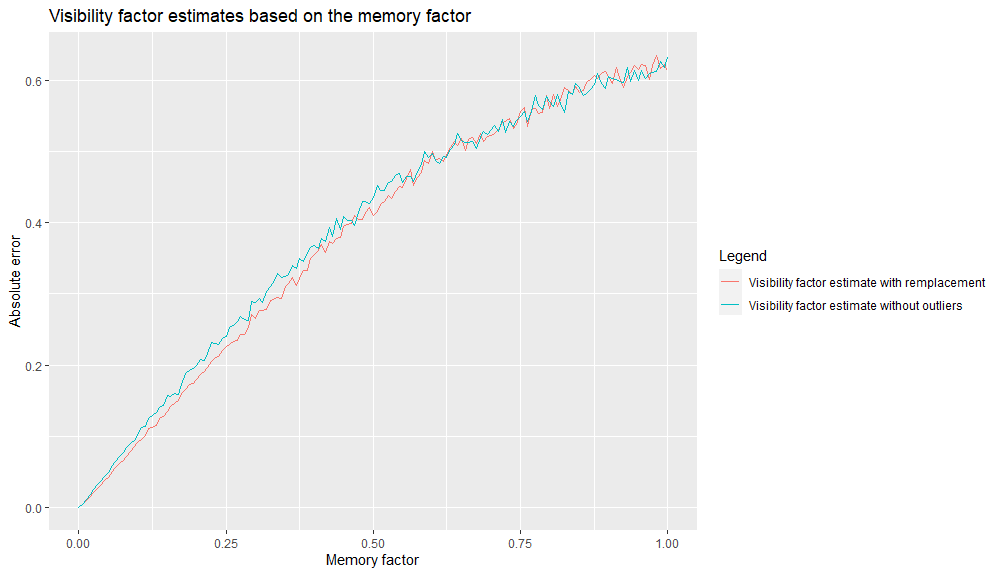 Visibility factor estimates based on the memory factor
Absolute error
0.6
0.4
0.2
0.0
0.00 0.25 0.50 0.75 1.00
Memory factor
Legend
Visibility factor estimate with remplacement
Visibility factor estimate without outliers